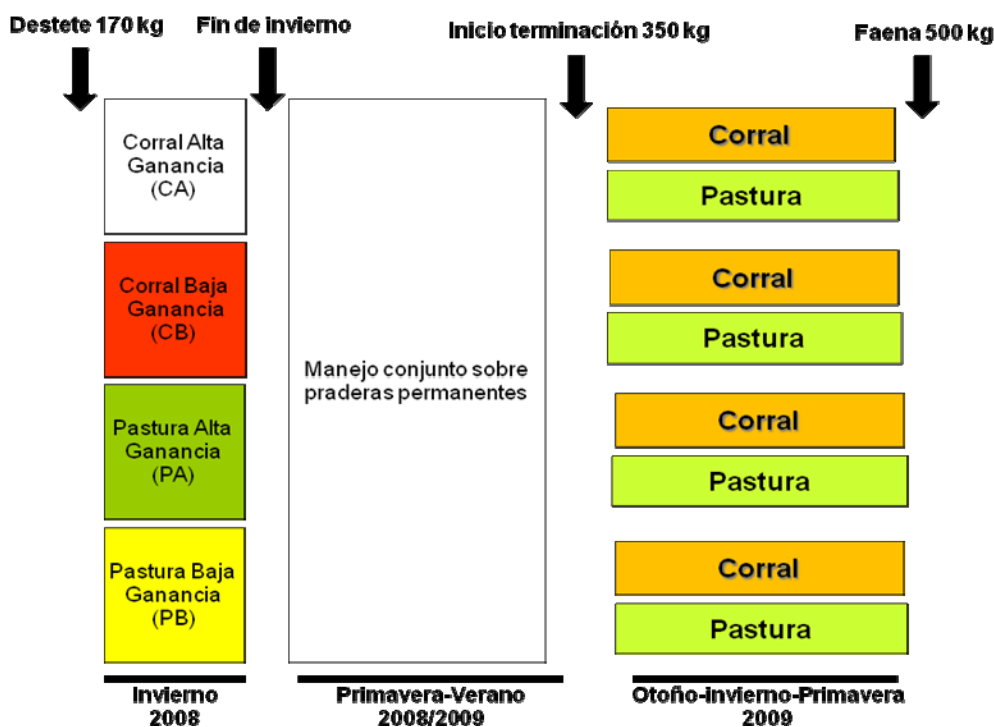 Destete 170 kg
Fin de invierno
Inicio terminación 350 kg
Faena 500 kg
Corral Alta
Ganancia
(CA)
Corral Baja
Ganancia
(CB)
Pastura Alta
Ganancia
(PA)
Pastura Baja
Ganancia
(PB)
Manejo conjunto sobre
praderas permanentes
Corral
Pastura
Corral
Pastura
Corral
Pastura
Corral
Pastura
Invierno
2008
Primavera-Verano
2008/2009
Otoño-invierno-Primavera
2009